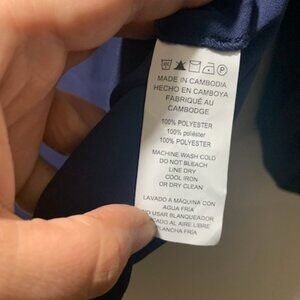 MADE IN CAMBODIA
HECHO EN CAMBOYA
FABRIQUÉ AU
CAMBODGE
100% POLYESTER
100% poliéster
100% POLYESTER
MACHINE WASH COLD
DO NOT BLEACH
LINE DRY
COOL IRON
OR DRY CLEAN
LAVADO A MAQUINA CON
AGUA FRIA
NO USAR BLANQUEADOR
AL AIRE LIBRE
PLANCHA FRIA